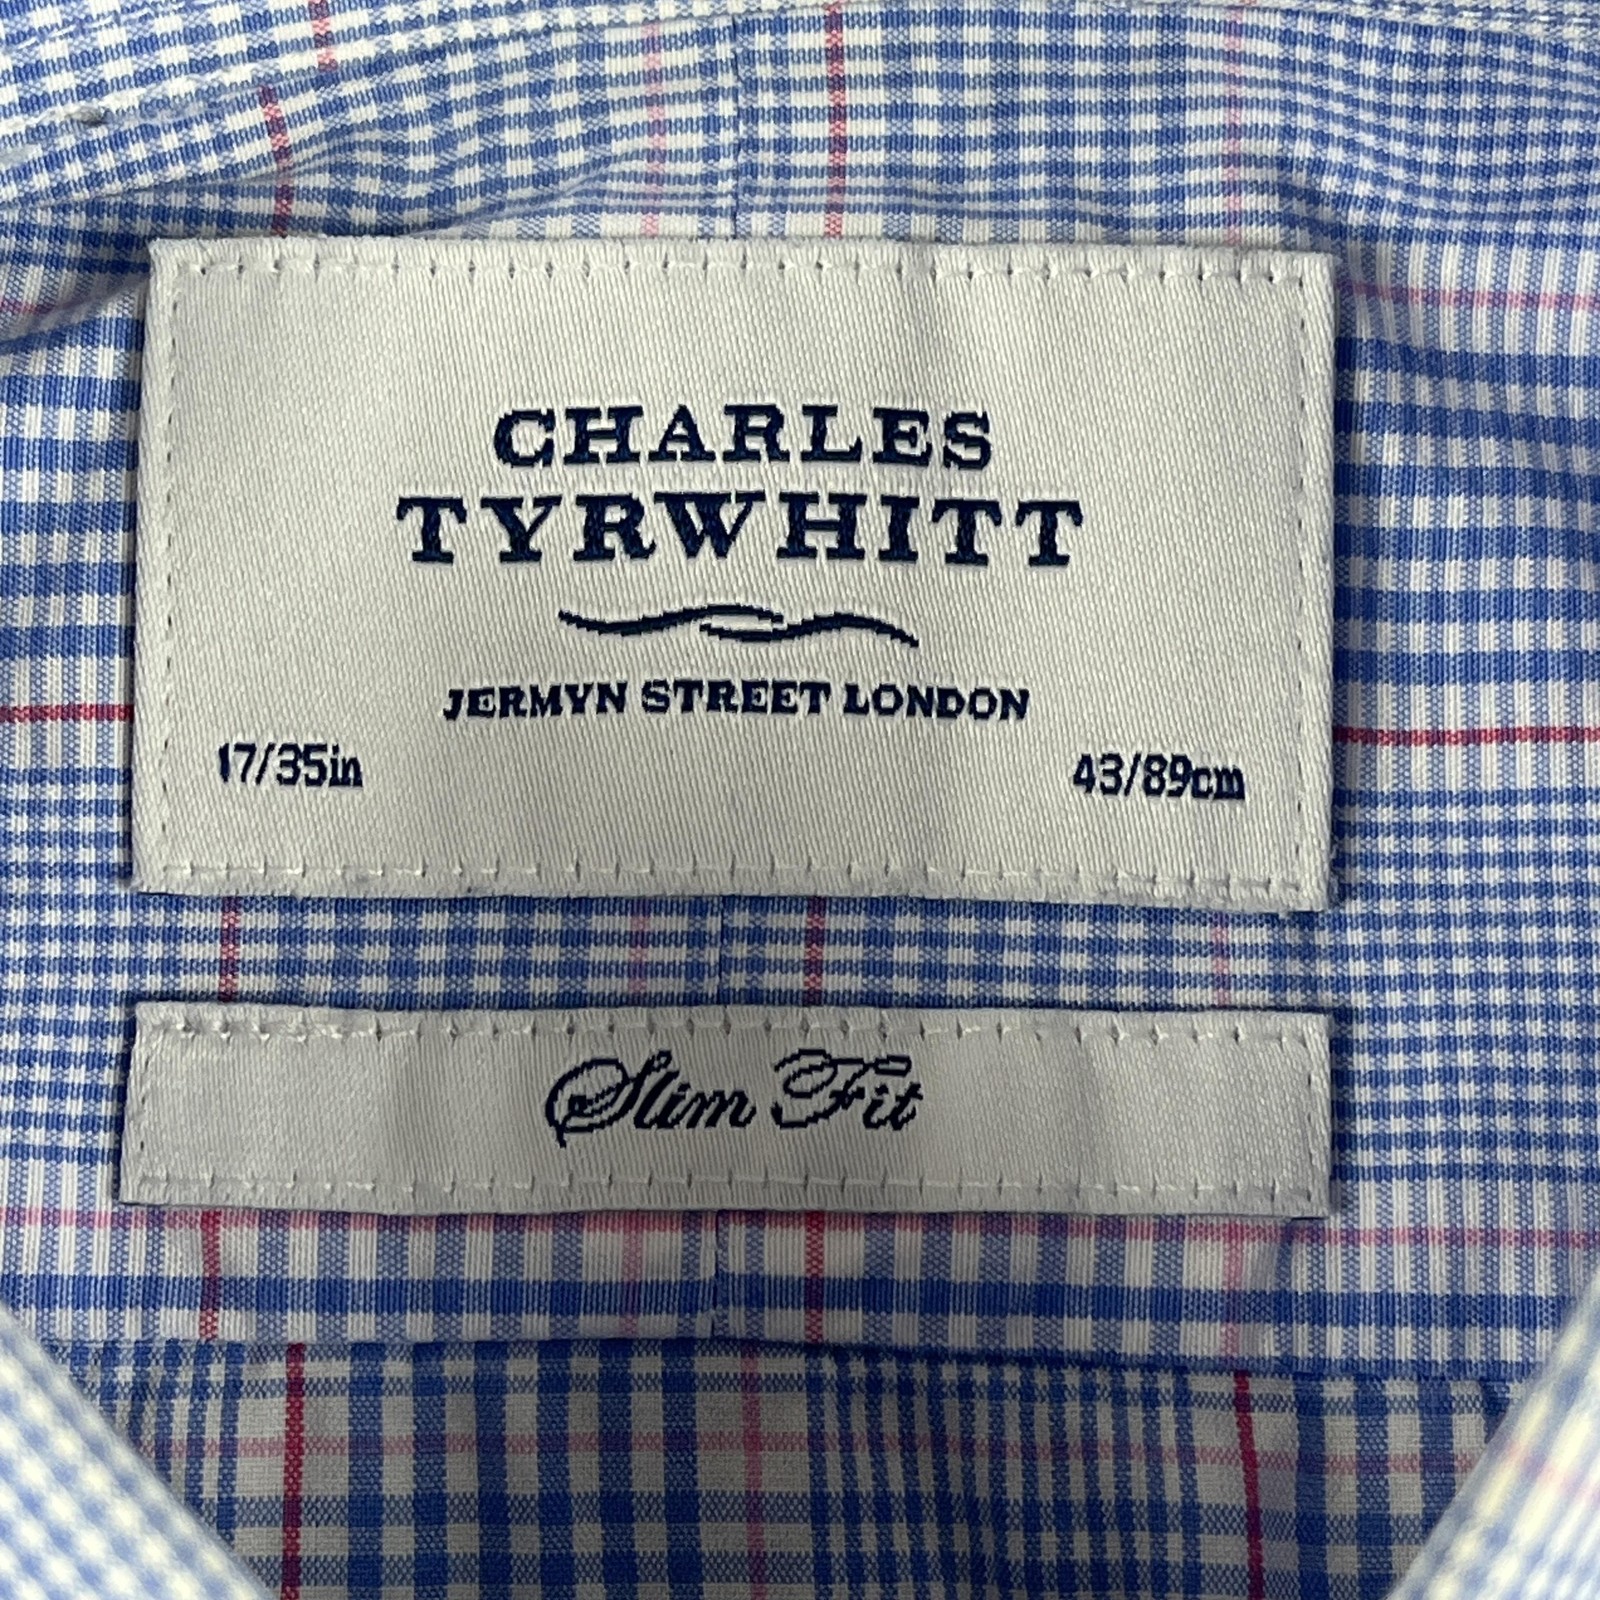 CHARLES
TYRWHITT
JERMYN STREET LONDON
17/35in 43/89cm
Slim Fit